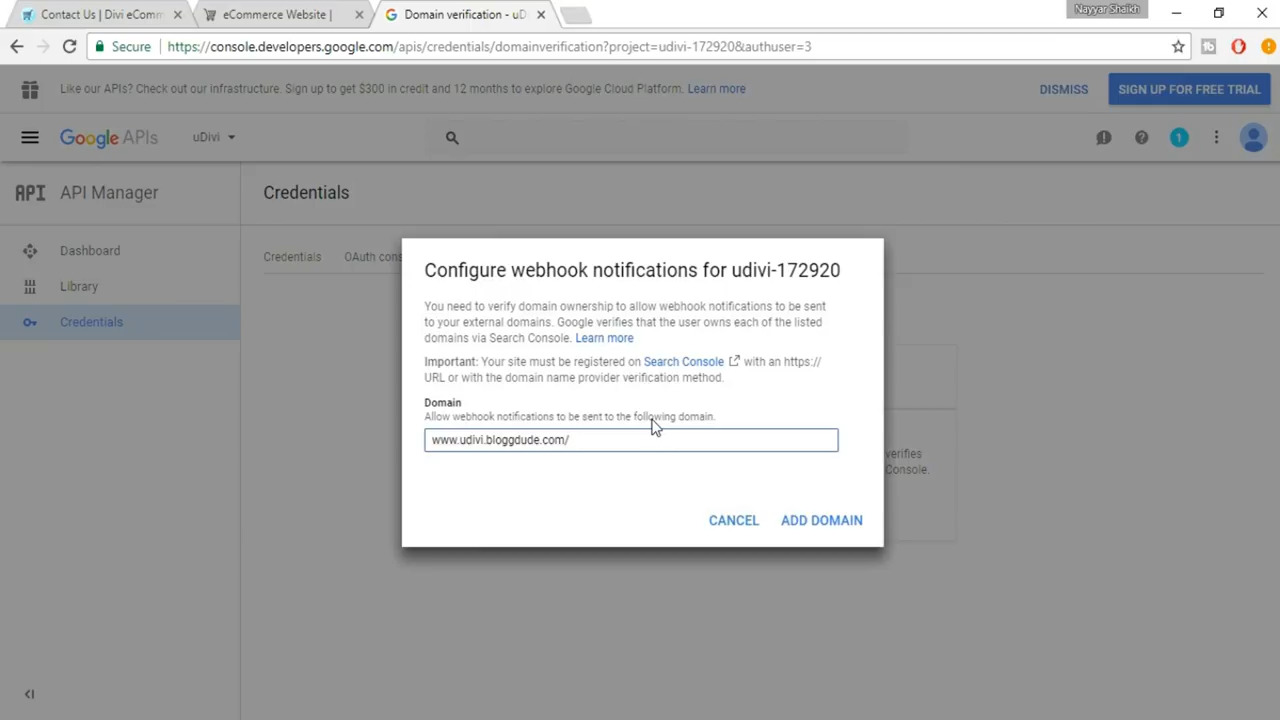 Contact Us | Divi eComm
eCommerce Website |
Domain verification - uD
Nayyar Shaikh
Secure
https://console.developers.google.com/apis/credentials/domainverification?project=udivi-172920&authuser=3
Like our APIs? Check out our infrastructure. Sign up to get $300 in credit and 12 months to explore Google Cloud Platform. Learn more
DISMISS
SIGN UP FOR FREE TRIAL
Google APIs
uDivi
1
API API Manager
Credentials
Dashboard
Library
Credentials
Credentials
OAuth cons
Configure webhook notifications for udivi-172920
You need to verify domain ownership to allow webhook notifications to be sent
to your external domains. Google verifies that the user owns each of the listed
domains via Search Console. Learn more
Important: Your site must be registered on Search Console with an https://
URL or with the domain name provider verification method.
Domain
Allow webhook notifications to be sent to the following domain.
www.udivi.bloggdude.com/
verifies
Console.
CANCEL
ADD DOMAIN